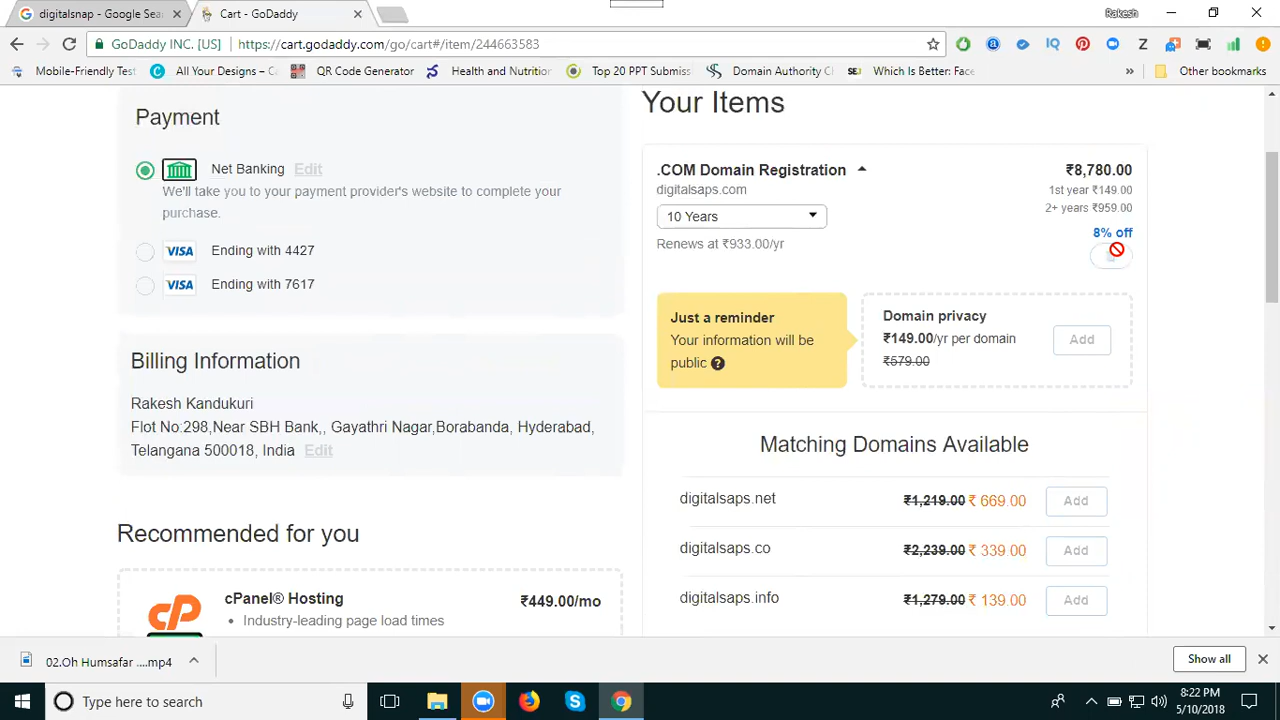 digitalsnap - Google Sea
Cart - GoDaddy
Rakesh
GoDaddy INC. [US]
https://cart.godaddy.com/go/cart#/item/244663583
Mobile-Friendly Test
All Your Designs – C
QR Code Generator
Health and Nutrition
Top 20 PPT Submiss
Domain Authority Cl
Which Is Better: Face
Other bookmarks
Payment
Net Banking Edit
We'll take you to your payment provider's website to complete your
purchase.
VISA Ending with 4427
VISA Ending with 7617
Billing Information
Rakesh Kandukuri
Flot No:298,Near SBH Bank,, Gayathri Nagar,Borabanda, Hyderabad,
Telangana 500018, India Edit
Recommended for you
cPanel® Hosting
₹449.00/mo
Industry-leading page load times
Your Items
.COM Domain Registration
₹8,780.00
digitalsaps.com
1st year ₹149.00
10 Years
2+ years ₹959.00
8% off
Renews at ₹933.00/yr
Just a reminder
Your information will be
public ?
Domain privacy
₹149.00/yr per domain
₹579.00
Add
Matching Domains Available
digitalsaps.net ₹1,219.00 ₹ 669.00 Add
digitalsaps.co ₹2,239.00 ₹ 339.00 Add
digitalsaps.info ₹1,279.00 ₹ 139.00 Add
02.Oh Humsafar ....mp4
Show all
Type here to search
8:22 PM
5/10/2018